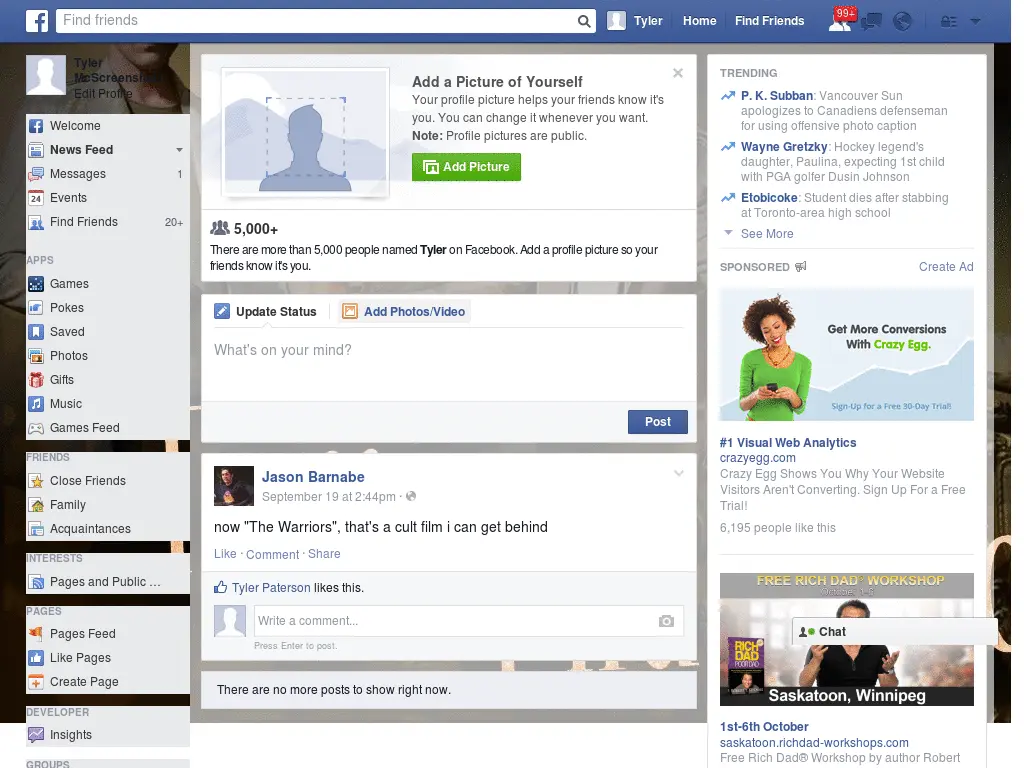 Find friends
Tyler
Home
Find Friends
99+
Tyler
McScreenshot
Edit Profile
Welcome
News Feed
Messages 1
24 Events
Find Friends 20+
APPS
Games
Pokes
Saved
Photos
Gifts
Music
Games Feed
FRIENDS
Close Friends
Family
Acquaintances
INTERESTS
Pages and Public ...
PAGES
Pages Feed
Like Pages
Create Page
DEVELOPER
Insights
GROUPS
Add a Picture of Yourself
Your profile picture helps your friends know it's
you. You can change it whenever you want.
Note: Profile pictures are public.
Add Picture
5,000+
There are more than 5,000 people named Tyler on Facebook. Add a profile picture so your
friends know it's you.
Update Status
Add Photos/Video
What's on your mind?
Post
Jason Barnabe
September 19 at 2:44pm ·
now "The Warriors", that's a cult film i can get behind
Like · Comment · Share
Tyler Paterson likes this.
Write a comment...
Press Enter to post.
There are no more posts to show right now.
TRENDING
P. K. Subban: Vancouver Sun
apologizes to Canadiens defenseman
for using offensive photo caption
Wayne Gretzky: Hockey legend's
daughter, Paulina, expecting 1st child
with PGA golfer Dusin Johnson
Etobicoke: Student dies after stabbing
at Toronto-area high school
See More
SPONSORED
Create Ad
Get More Conversions
With Crazy Egg.
Sign-Up for a Free 30-Day Trial!
#1 Visual Web Analytics
crazyegg.com
Crazy Egg Shows You Why Your Website
Visitors Aren't Converting. Sign Up For a Free
Trial!
6,195 people like this
FREE RICH DAD® WORKSHOP
October 1-6
Chat
RICH
DAD
POOR DAD
Saskatoon, Winnipeg
1st-6th October
saskatoon.richdad-workshops.com
Free Rich Dad® Workshop by author Robert